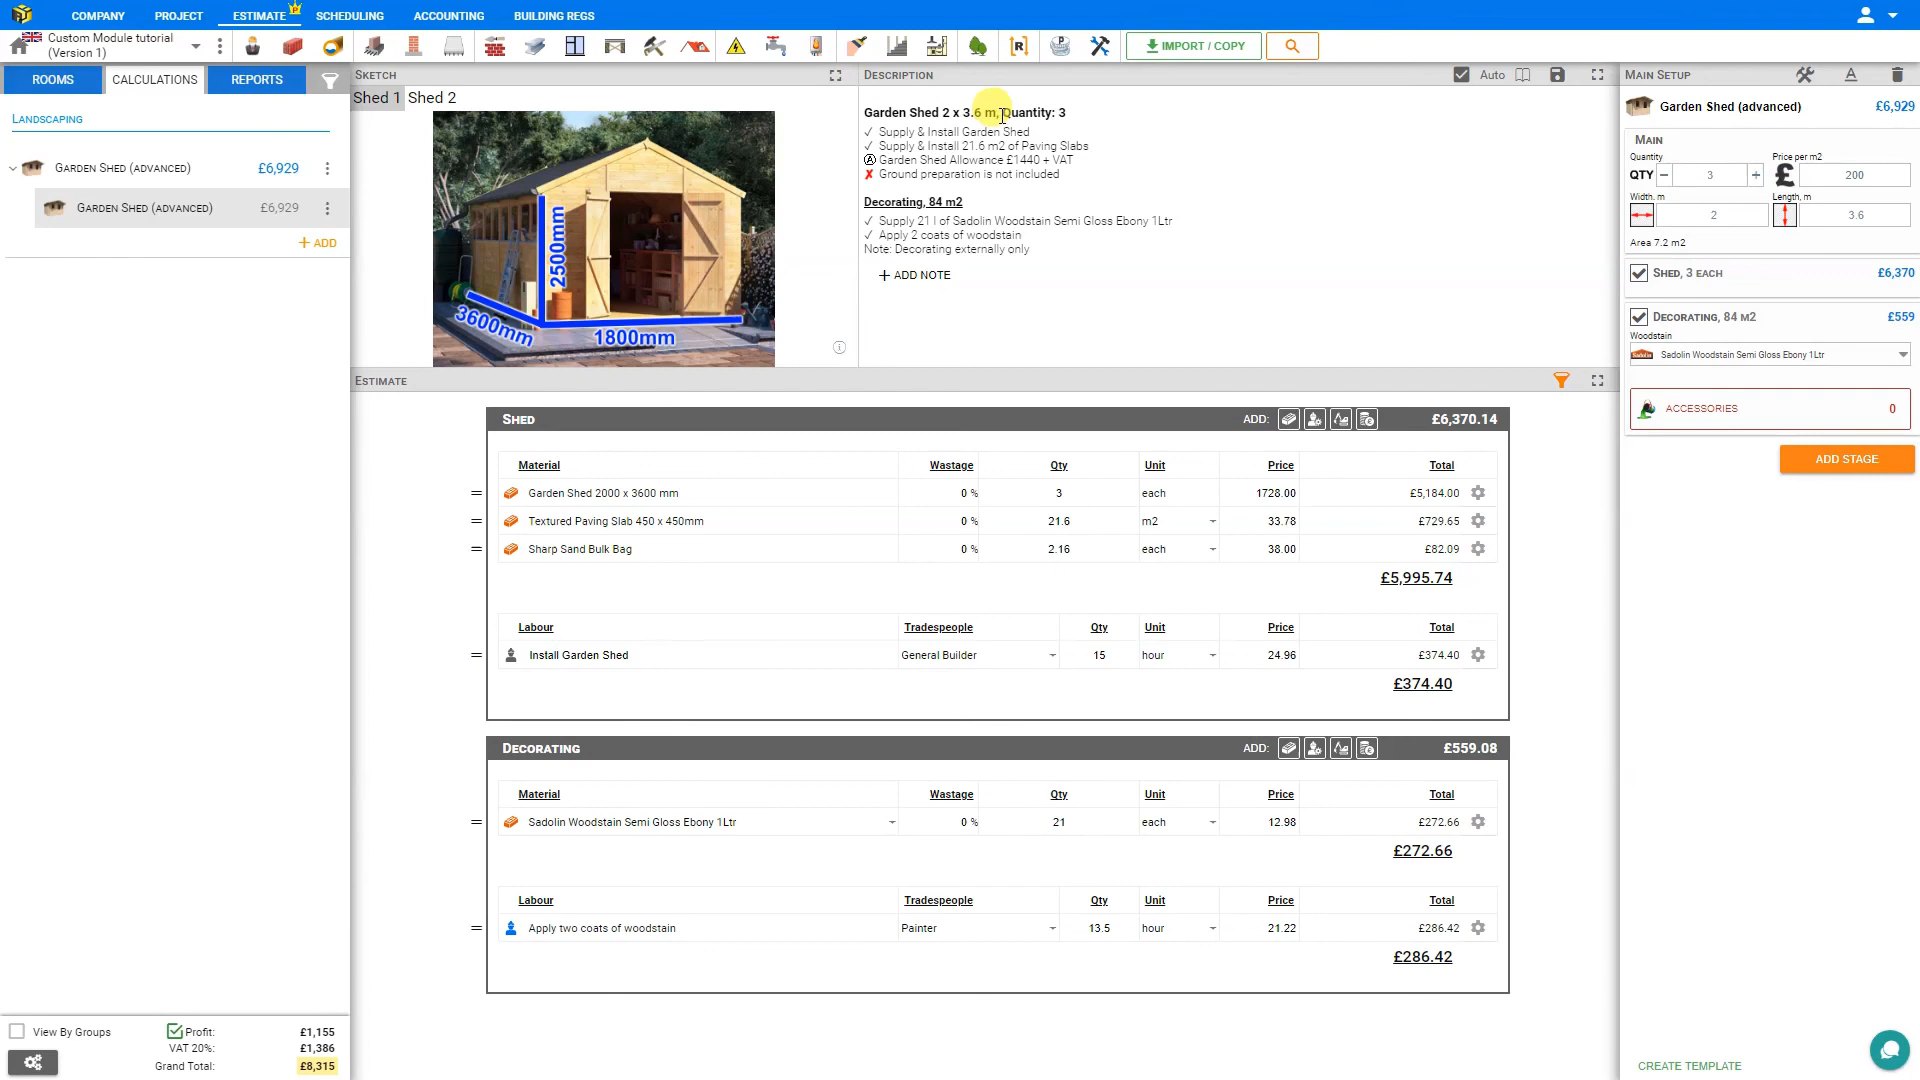 COMPANY PROJECT ESTIMATE SCHEDULING ACCOUNTING BUILDING REGS
Custom Module tutorial
(Version 1)
[R]
IMPORT / COPY
ROOMS CALCULATIONS REPORTS
LANDSCAPING
GARDEN SHED (ADVANCED) £6,929
GARDEN SHED (ADVANCED) £6,929
ADD
View By Groups
Profit: £1,155
VAT 20%: £1,386
Grand Total: £8,315
SKETCH
Shed 1 Shed 2
2500mm
3600mm
1800mm
DESCRIPTION
Auto
Garden Shed 2 x 3.6 m, Quantity: 3
✓ Supply & Install Garden Shed
✓ Supply & Install 21.6 m2 of Paving Slabs
Ⓐ Garden Shed Allowance £1440 + VAT
✗ Ground preparation is not included
Decorating, 84 m2
✓ Supply 21 l of Sadolin Woodstain Semi Gloss Ebony 1Ltr
✓ Apply 2 coats of woodstain
Note: Decorating externally only
ADD NOTE
ESTIMATE
SHED ADD: £6,370.14
Material Wastage Qty Unit Price Total
Garden Shed 2000 x 3600 mm 0 % 3 each 1728.00 £5,184.00
Textured Paving Slab 450 x 450mm 0 % 21.6 m2 33.78 £729.65
Sharp Sand Bulk Bag 0 % 2.16 each 38.00 £82.09
£5,995.74
Labour Tradespeople Qty Unit Price Total
Install Garden Shed General Builder 15 hour 24.96 £374.40
£374.40
DECORATING ADD: £559.08
Material Wastage Qty Unit Price Total
Sadolin Woodstain Semi Gloss Ebony 1Ltr 0 % 21 each 12.98 £272.66
£272.66
Labour Tradespeople Qty Unit Price Total
Apply two coats of woodstain Painter 13.5 hour 21.22 £286.42
£286.42
MAIN SETUP
Garden Shed (advanced) £6,929
MAIN
Quantity Price per m2
QTY − 3 + £ 200
Width, m Length, m
2 3.6
Area 7.2 m2
SHED, 3 EACH £6,370
DECORATING, 84 M2 £559
Woodstain
Sadolin Sadolin Woodstain Semi Gloss Ebony 1Ltr
ACCESSORIES 0
ADD STAGE
CREATE TEMPLATE